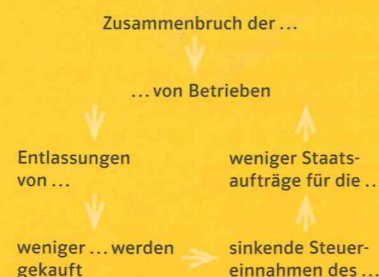 Zusammenbruch der ...
... von Betrieben
Entlassungen
von ...
weniger Staats-
aufträge für die ..
weniger ... werden
gekauft
sinkende Steuer-
einnahmen des ...